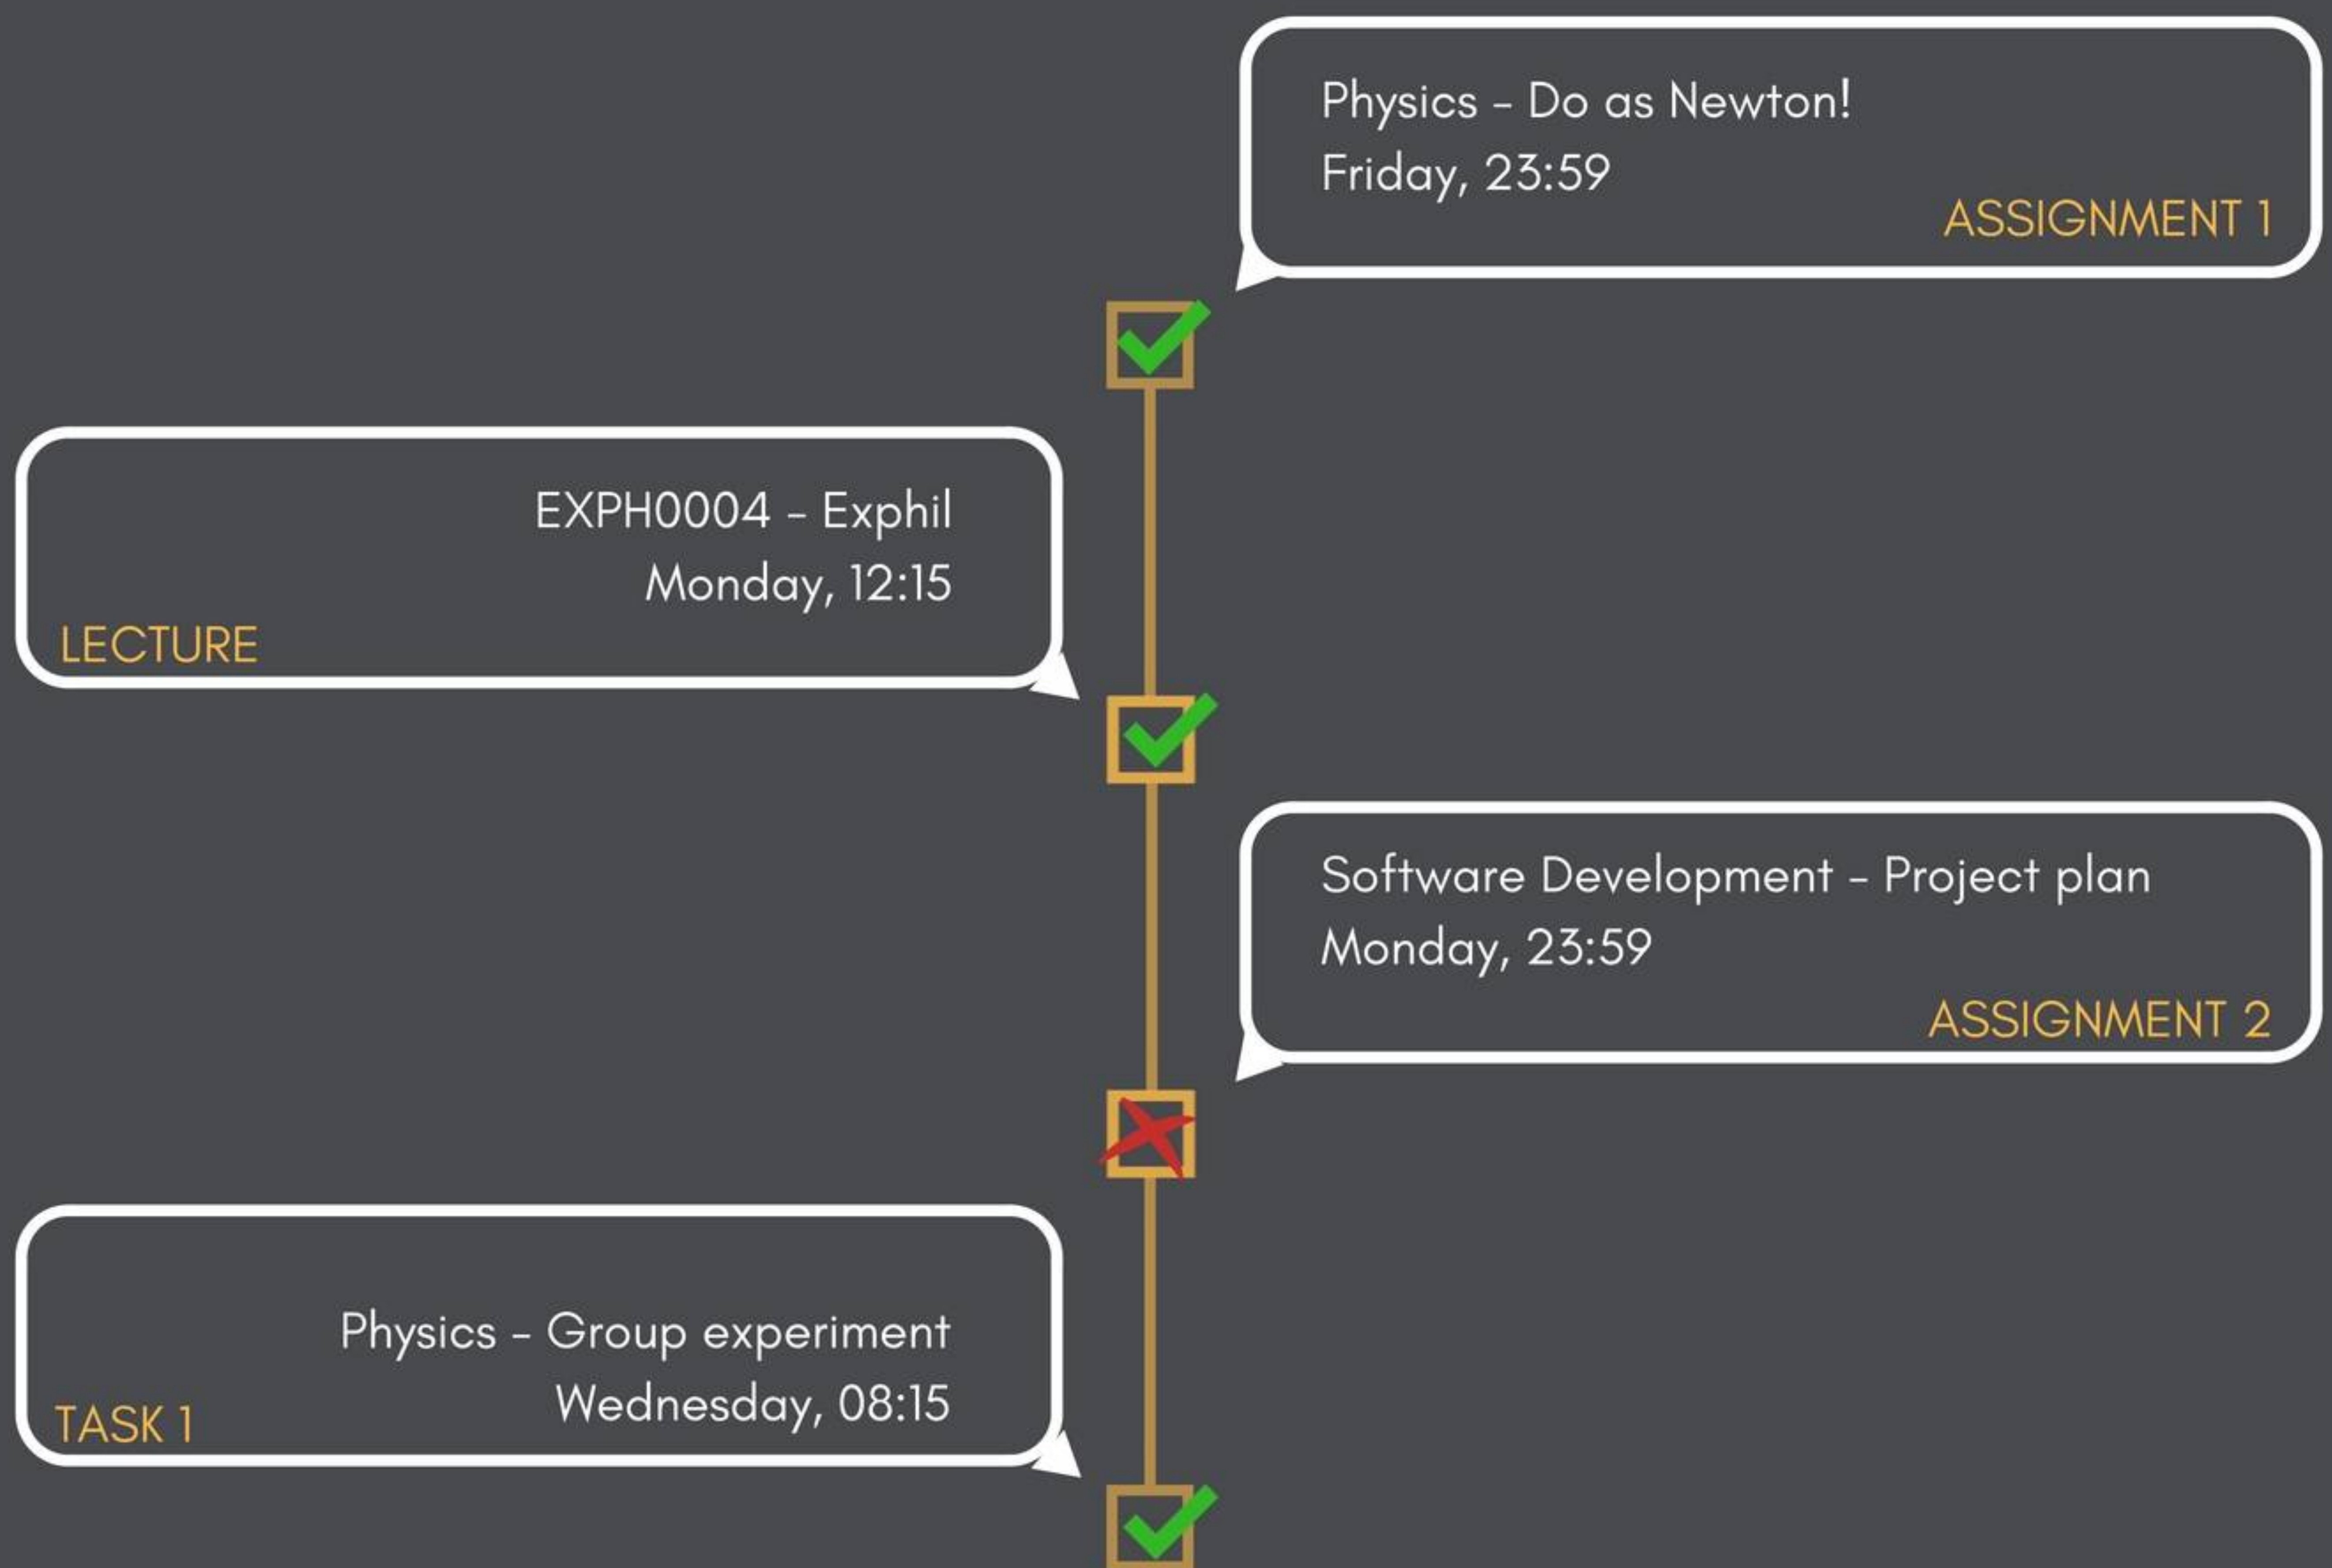 Physics - Do as Newton!
Friday, 23:59
ASSIGNMENT 1
EXPH0004 - Exphil
Monday, 12:15
LECTURE
Software Development - Project plan
Monday, 23:59
ASSIGNMENT 2
Physics - Group experiment
Wednesday, 08:15
TASK 1